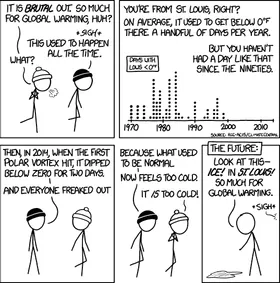 IT IS BRUTAL OUT SO MUCH
FOR GLOBAL WARMING, HUH?
*SIGH*
THIS USED TO HAPPEN
ALL THE TIME.
WHAT?
YOU'RE FROM ST. LOUIS, RIGHT?
ON AVERAGE, IT USED TO GET BELOW 0°F
THERE A HANDFUL OF DAYS PER YEAR.
BUT YOU HAVEN'T
HAD A DAY LIKE THAT
SINCE THE NINETIES.
DAYS WITH
LOWS < 0°F
1970
1980
1990
2000
2010
SOURCE: RCC-ACIS/CLIMATECENTRAL
THEN, IN 2014, WHEN THE FIRST
POLAR VORTEX HIT, IT DIPPED
BELOW ZERO FOR TWO DAYS.
AND EVERYONE FREAKED OUT
BECAUSE WHAT USED
TO BE NORMAL
NOW FEELS TOO COLD.
IT IS TOO COLD!
THE FUTURE:
LOOK AT THIS—
ICE! IN ST. LOUIS!
SO MUCH FOR
GLOBAL WARMING.
*SIGH*